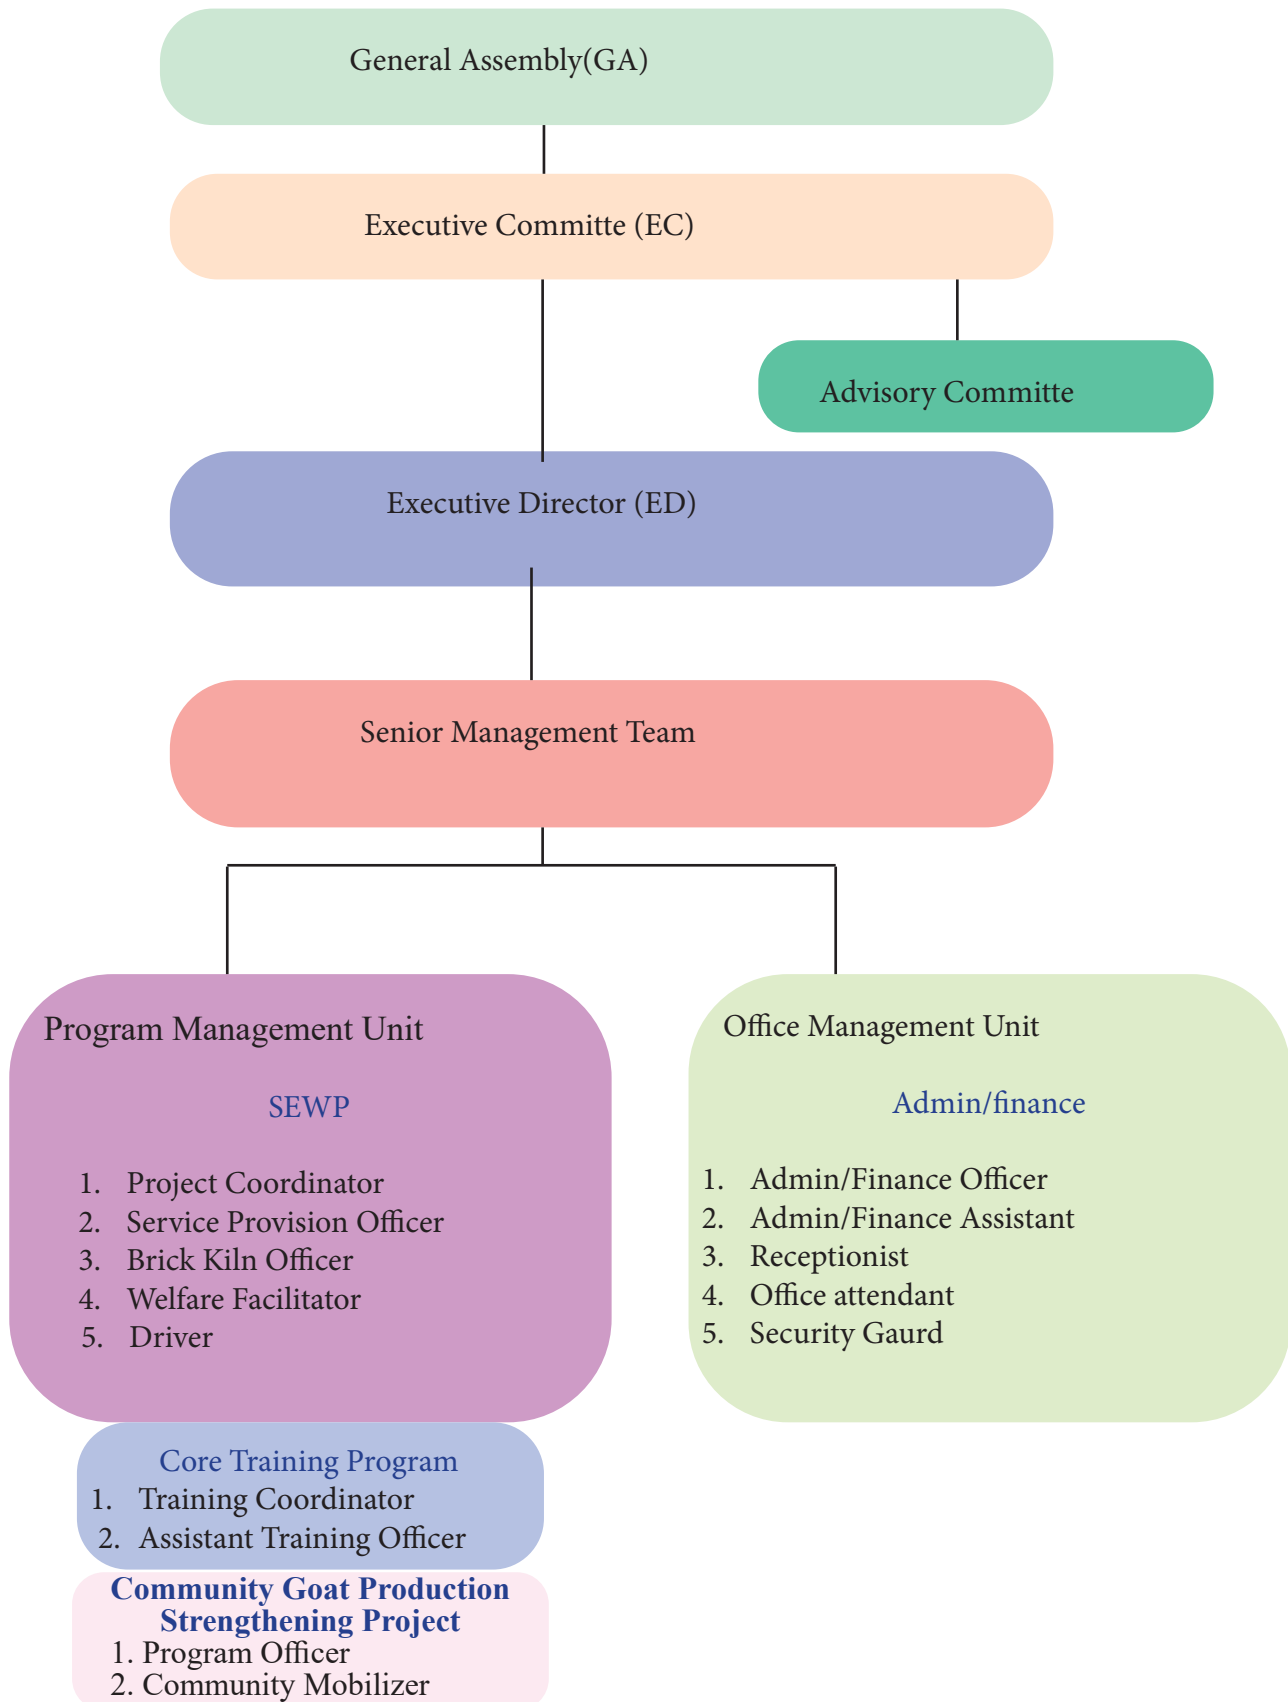 General Assembly(GA)
Executive Committe (EC)
Advisory Committe
Executive Director (ED)
Senior Management Team
Program Management Unit
SEWP
1. Project Coordinator
2. Service Provision Officer
3. Brick Kiln Officer
4. Welfare Facilitator
5. Driver
Office Management Unit
Admin/finance
1. Admin/Finance Officer
2. Admin/Finance Assistant
3. Receptionist
4. Office attendant
5. Security Gaurd
Core Training Program
1. Training Coordinator
2. Assistant Training Officer
Community Goat Production
Strengthening Project
1. Program Officer
2. Community Mobilizer